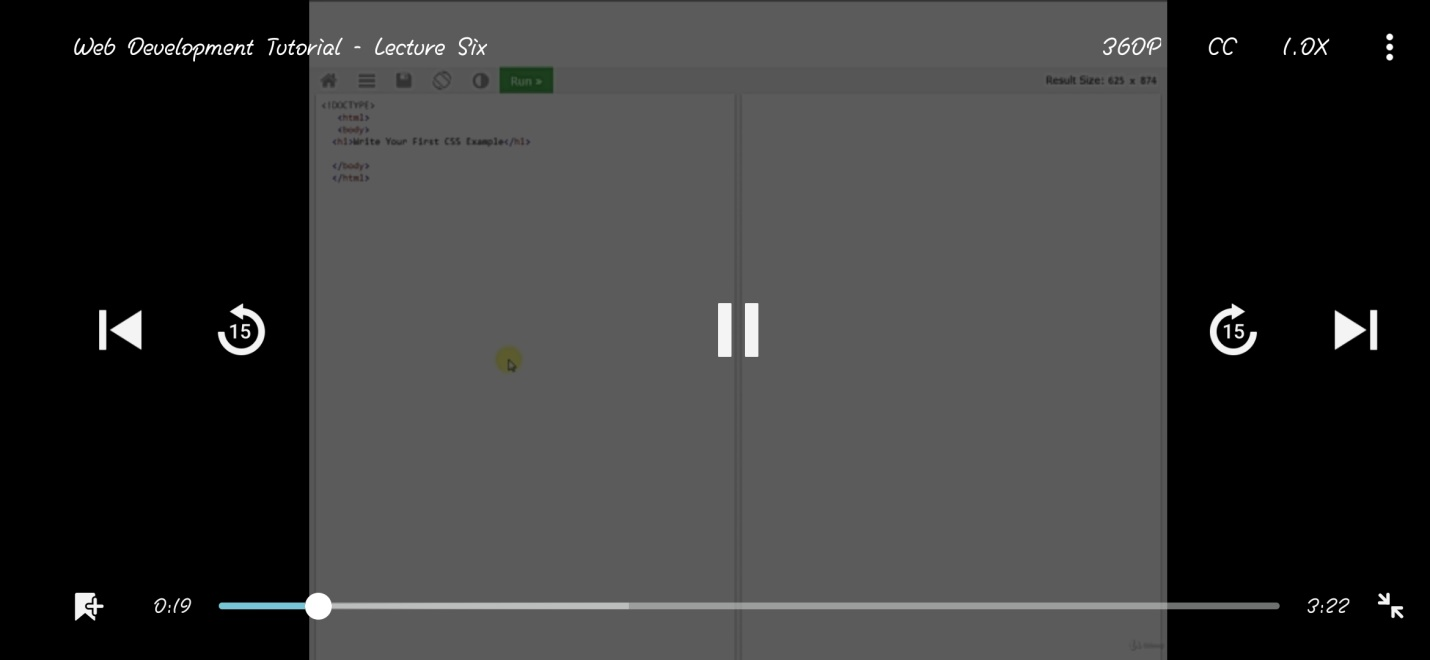 Web Development Tutorial - Lecture Six
360P CC 1.0X
Run »
Result Size: 625 x 874
<!DOCTYPE>
<html>
<body>
<h1>Write Your First CSS Example</h1>
</body>
</html>
15
15
0:19
3:22